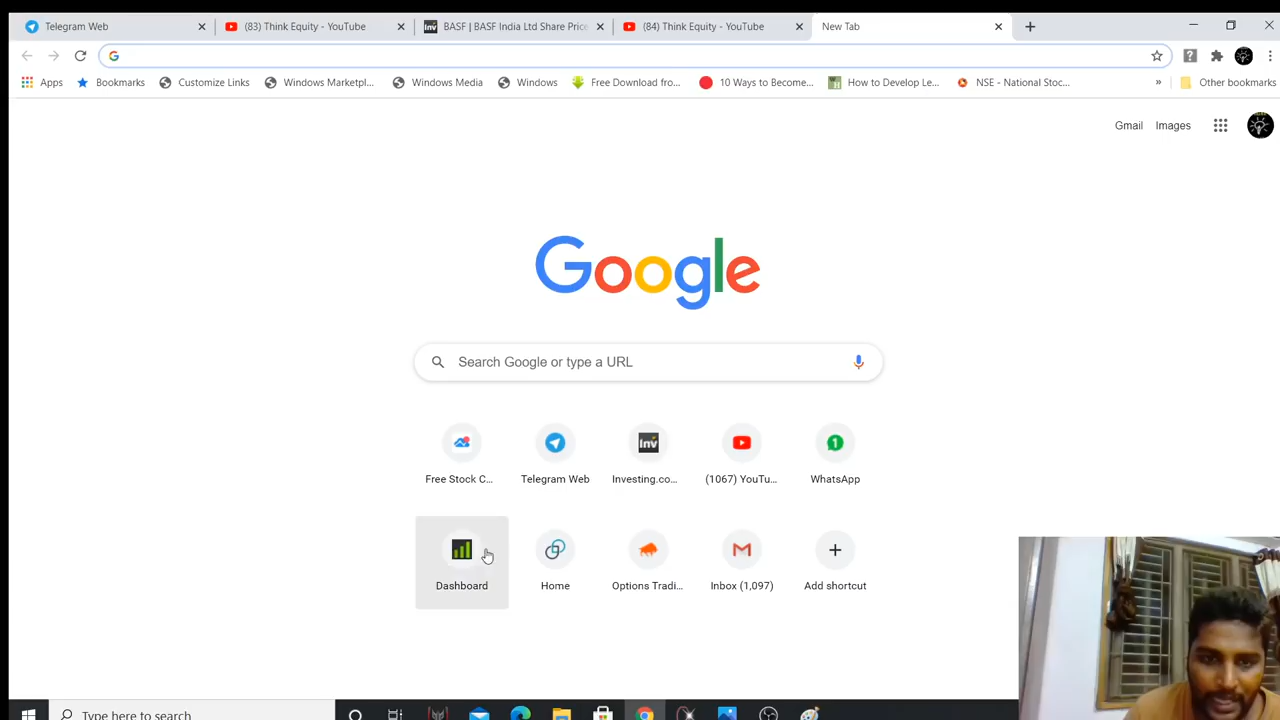 Telegram Web
(83) Think Equity - YouTube
Inv BASF | BASF India Ltd Share Price
(84) Think Equity - YouTube
New Tab
Apps Bookmarks Customize Links Windows Marketpl... Windows Media Windows Free Download fro... 10 Ways to Become... How to Develop Le... NSE - National Stoc... » Other bookmarks
Gmail Images
Google
Search Google or type a URL
Inv 1
Free Stock C... Telegram Web Investing.co... (1067) YouTu... WhatsApp
Dashboard Home Options Tradi... Inbox (1,097) Add shortcut
Type here to search